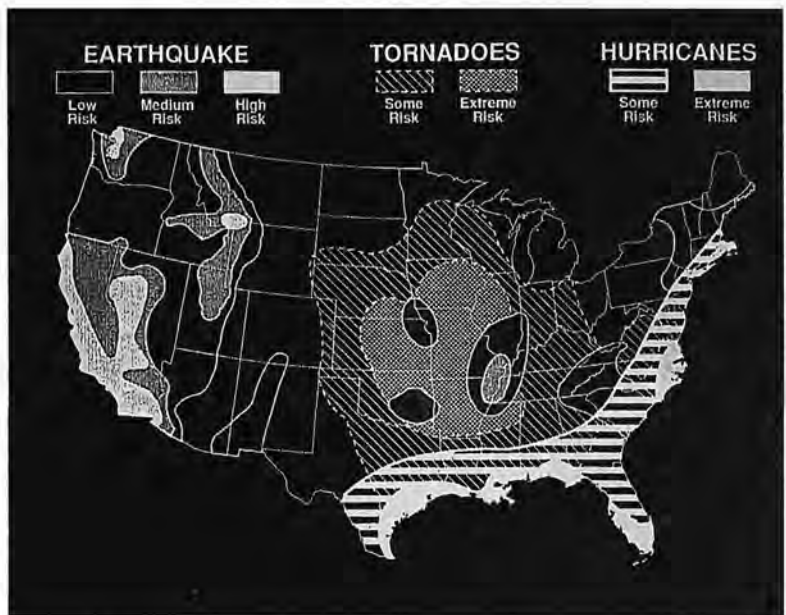 EARTHQUAKE
TORNADOES
HURRICANES
Low
Risk
Medium
Risk
High
Risk
Some
Risk
Extreme
Risk
Some
Risk
Extreme
Risk